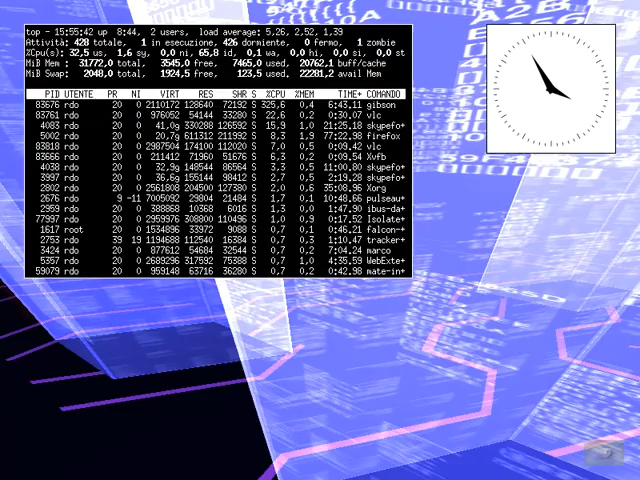 top - 15:55:42 up  8:44,  2 users,  load average: 5,26, 2,52, 1,39
Attività: 428 totale,   1 in esecuzione, 426 dormiente,   0 fermo,   1 zombie
%Cpu(s): 32,5 us,  1,6 sy,  0,0 ni, 65,8 id,  0,1 wa,  0,0 hi,  0,0 si,  0,0 st
MiB Mem :  31772,0 total,   3545,0 free,   7465,0 used,  20762,1 buff/cache
MiB Swap:   2048,0 total,   1924,5 free,    123,5 used.  22281,2 avail Mem
PID UTENTE    PR  NI    VIRT    RES    SHR S  %CPU  %MEM     TIME+ COMANDO
83676 rdo       20   0 2110172 128640  72192 S 325,6   0,4   6:43.11 gibson
83761 rdo       20   0  976052  54144  33280 S  22,6   0,2   0:30.07 vlc
4083 rdo       20   0   41,0g 330288 126592 S  15,9   1,0  21:25.18 skypefo+
5002 rdo       20   0   20,7g 611312 211992 S   8,3   1,9   7:22.98 firefox
83818 rdo       20   0 2987504 174100 112020 S   7,0   0,5   0:09.42 vlc
83666 rdo       20   0  211412  71960  51676 S   6,3   0,2   0:09.54 Xvfb
4038 rdo       20   0   32,9g 148544  86564 S   3,3   0,5  11:00.80 skypefo+
3997 rdo       20   0   36,6g 155144  98412 S   2,7   0,5   2:19.28 skypefo+
2802 rdo       20   0 2561808 204500 127380 S   2,0   0,6  35:08.96 Xorg
2676 rdo        9 -11 7005092  29804  21484 S   1,7   0,1  10:48.66 pulseau+
2959 rdo       20   0  388868  10368   6016 S   1,3   0,0   1:47.90 ibus-da+
77997 rdo       20   0 2959976 308800 110496 S   1,0   0,9   0:17.52 Isolate+
1617 root      20   0 1534896  33972   9088 S   0,7   0,1   0:46.21 falcon-+
2753 rdo       39  19 1194688 112540  16384 S   0,7   0,3   1:10.47 tracker+
3424 rdo       20   0  877612  54684  32544 S   0,7   0,2   7:04.24 marco
5357 rdo       20   0 2689296 317592  75388 S   0,7   1,0   4:35.59 WebExte+
59079 rdo       20   0  959148  63716  36280 S   0,7   0,2   0:42.98 mate-in+